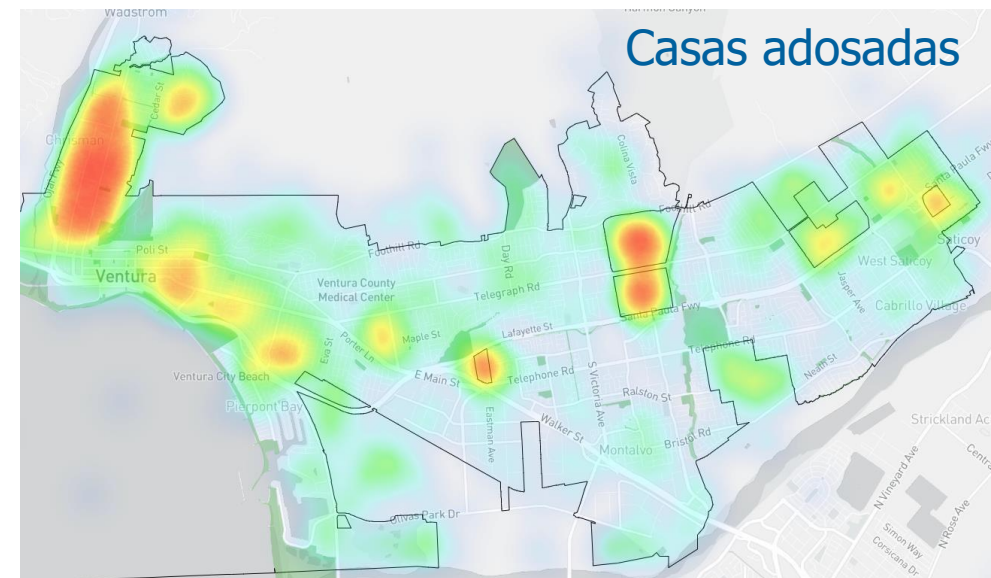 Wadstrom
Casas adosadas
Cedar St
Chrisman
Ojai Fwy
Colina Vista
Santa Paula Fwy
Foothill Rd
Saticoy
Poli St
Foothill Rd
Day Rd
West Saticoy
Ventura
Ventura County
Medical Center
Telegraph Rd
Jasper Ave
Cabrillo Village
Santa Paula Fwy
Lafayette St
Maple St
Porter Ln
Eva St
Telephone Rd
Ventura City Beach
E Main St
Telephone Rd
Neath St
S Victoria Ave
Ralston St
Pierpont Bay
Eastman Ave
Walker St
Bristol Rd
Strickland Ac
Montalvo
Centra
N Vineyard Ave
Olivas Park Dr
N Rose Ave
Simon Way
Corsicana Dr